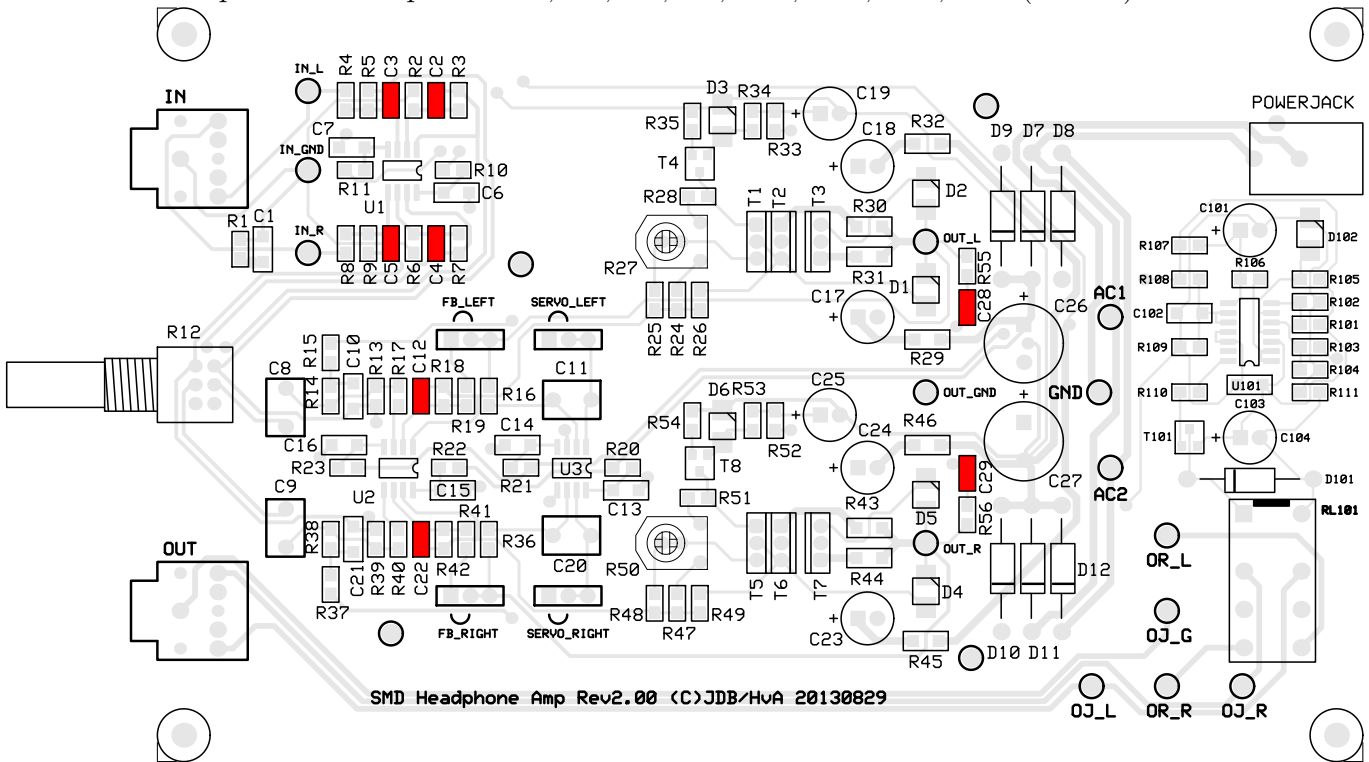 IN_L
R4
R5
C3
R2
C2
R3
IN
C7
IN_GND
R11
R10
C6
U1
R1
C1
IN_R
R8
R9
C5
R6
C4
R7
D3
R34
R35
R33
C19
C18
R32
T4
R28
T1
T2
T3
R30
D2
OUT_L
R27
R31
R55
D1
C17
C28
R25
R24
R26
R29
D9
D7
D8
C26
POWERJACK
C101
D102
R107
R106
R108
R105
AC1
C102
R102
R101
R109
R103
R104
R110
U101
R111
C103
T101
C104
D101
RL101
FB_LEFT
SERVO_LEFT
R12
R15
C10
R13
R17
C12
R18
C8
R14
R16
R19
C11
C16
C14
R23
R22
R21
U3
R20
U2
C15
C13
C9
R38
R41
R36
C20
OUT
C21
R39
R40
C22
R42
R37
FB_RIGHT
SERVO_RIGHT
D6
R53
C25
R54
R52
OUT_GND
GND
R46
C24
T8
R51
C29
C27
AC2
R43
D5
R56
R50
OUT_R
T5
T6
T7
R44
D4
D12
R48
R47
R49
C23
R45
D10
D11
OR_L
OJ_G
OJ_L
OR_R
OJ_R
SMD Headphone Amp Rev2.00 (C)JDB/HvA 20130829